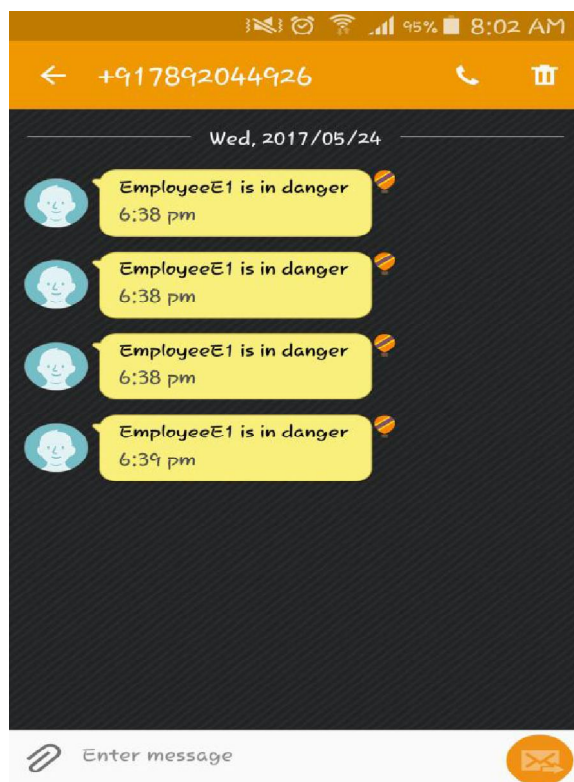 95% 8:02 AM
+917892044926
Wed, 2017/05/24
EmployeeE1 is in danger
6:38 pm
EmployeeE1 is in danger
6:38 pm
EmployeeE1 is in danger
6:38 pm
EmployeeE1 is in danger
6:39 pm
Enter message